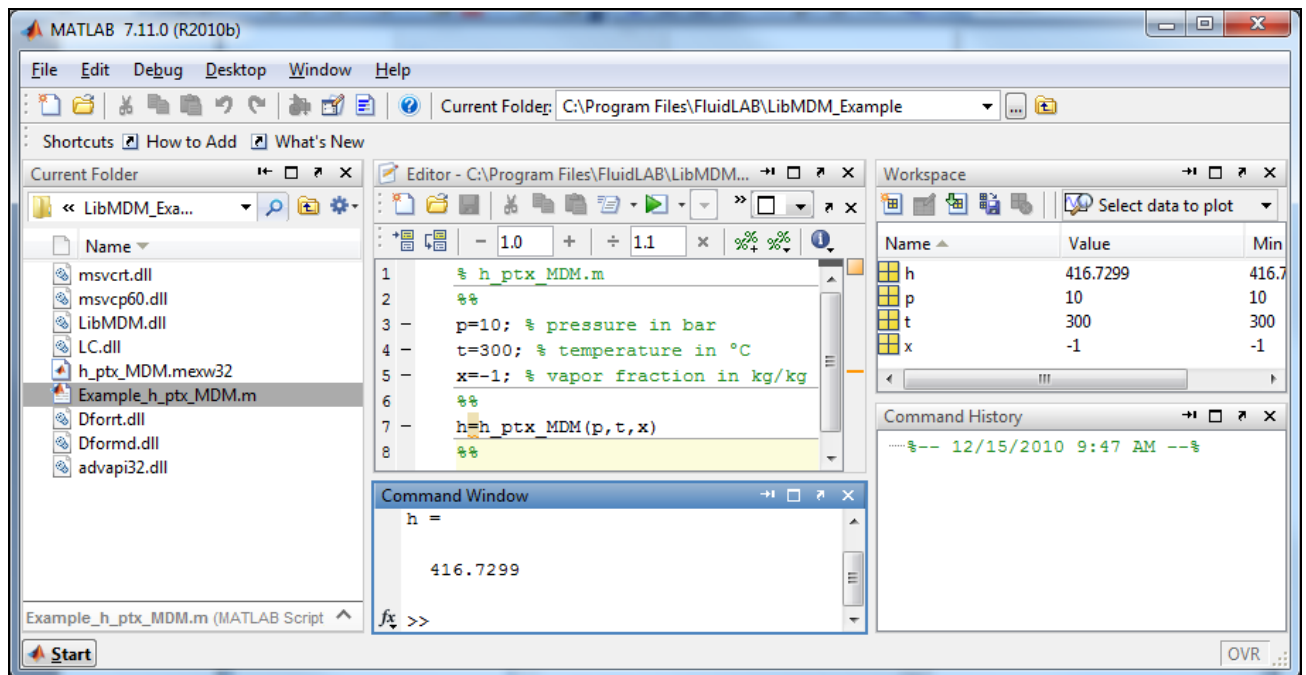 MATLAB 7.11.0 (R2010b)
File Edit Debug Desktop Window Help
Current Folder: C:\Program Files\FluidLAB\LibMDM_Example
Shortcuts How to Add What's New
Current Folder
« LibMDM_Exa...
Name
msvcrt.dll
msvcp60.dll
LibMDM.dll
LC.dll
h_ptx_MDM.mexw32
Example_h_ptx_MDM.m
Dforrt.dll
Dformd.dll
advapi32.dll
Example_h_ptx_MDM.m (MATLAB Script
Editor - C:\Program Files\FluidLAB\LibMDM...
»
− 1.0 + ÷ 1.1 ×
1 % h_ptx_MDM.m
2 %%
3 − p=10; % pressure in bar
4 − t=300; % temperature in °C
5 − x=-1; % vapor fraction in kg/kg
6 %%
7 − h=h_ptx_MDM(p,t,x)
8 %%
Command Window
h =
416.7299
fx >>
Workspace
Select data to plot
Name Value Min
h 416.7299 416.7
p 10 10
t 300 300
x -1 -1
Command History
%-- 12/15/2010 9:47 AM --%
Start
OVR